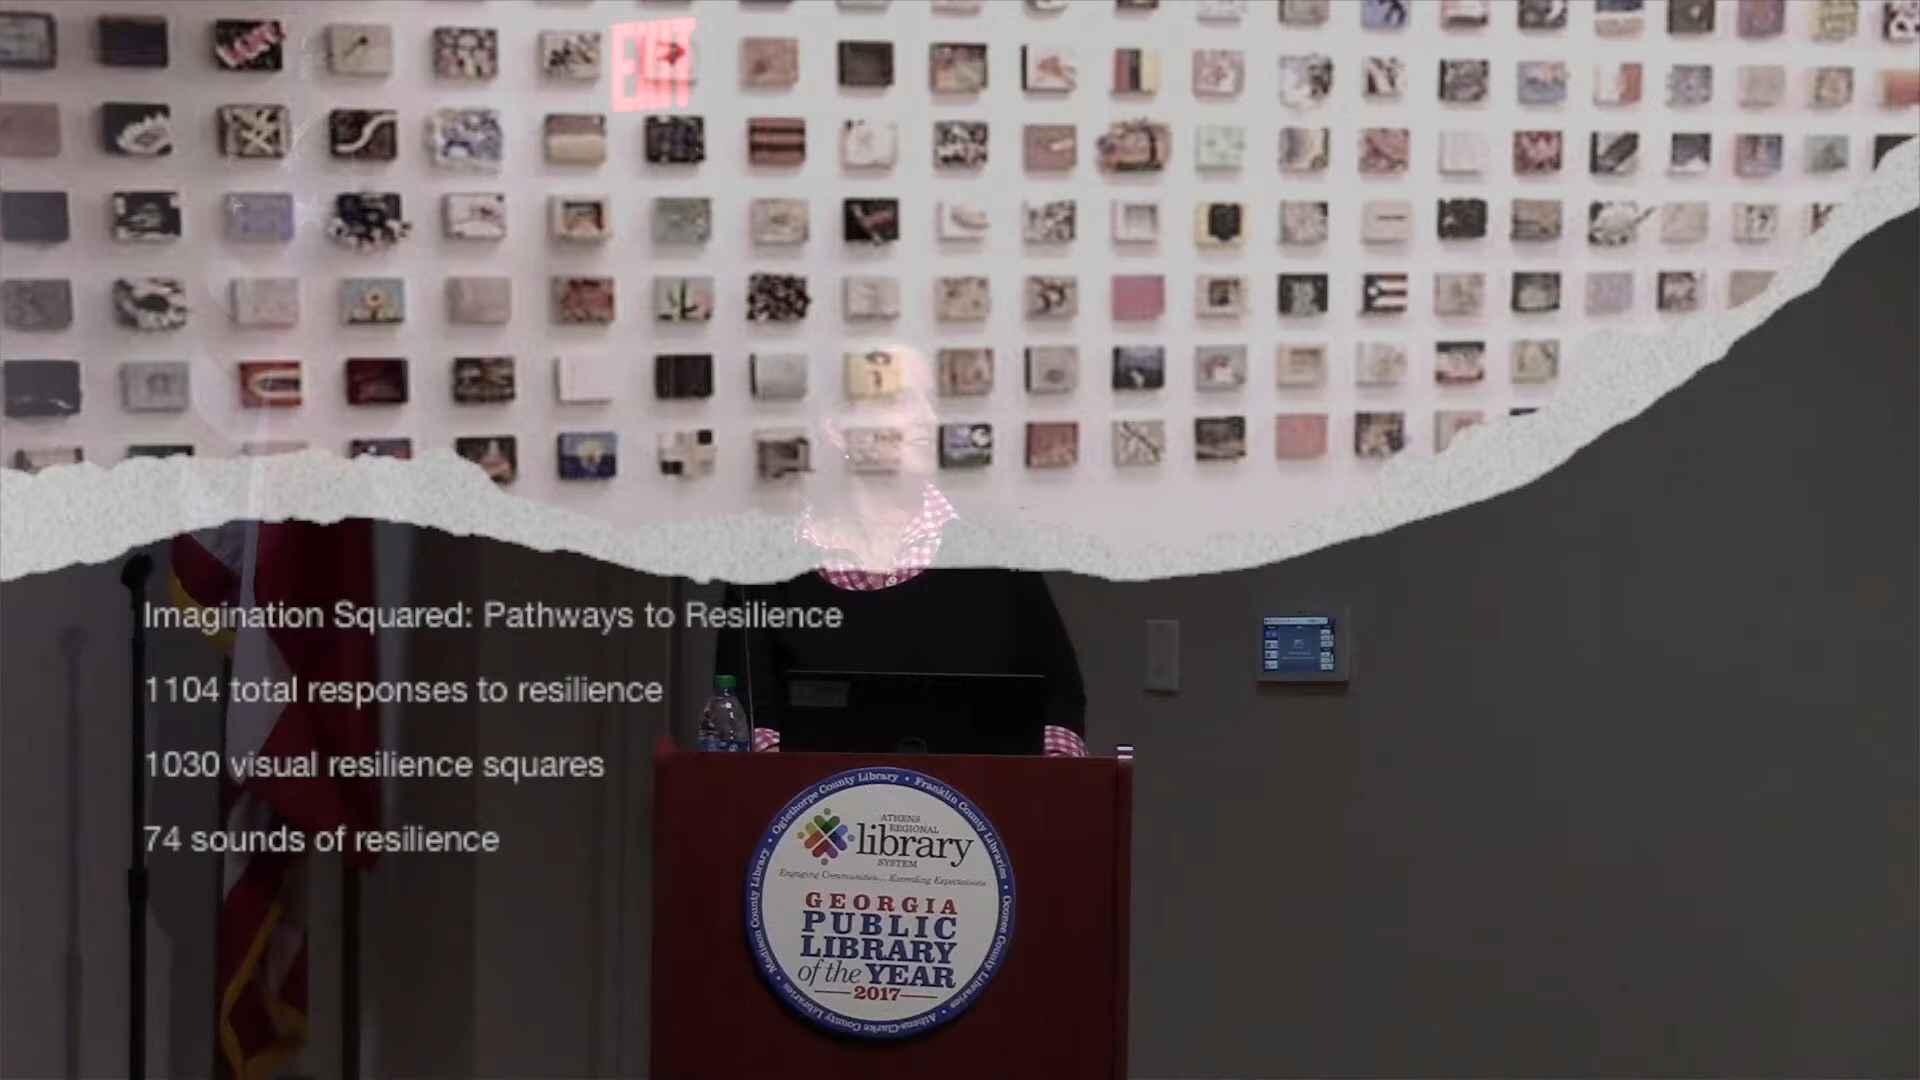 EXIT
Imagination Squared: Pathways to Resilience
1104 total responses to resilience
1030 visual resilience squares
74 sounds of resilience
Oglethorpe County Library • Franklin County Libraries • Oconee County Libraries • Athens-Clarke County Libraries • Madison County Library •
ATHENS
REGIONAL
library
SYSTEM
Engaging Communities... Exceeding Expectations
GEORGIA
PUBLIC
LIBRARY
of the YEAR
2017